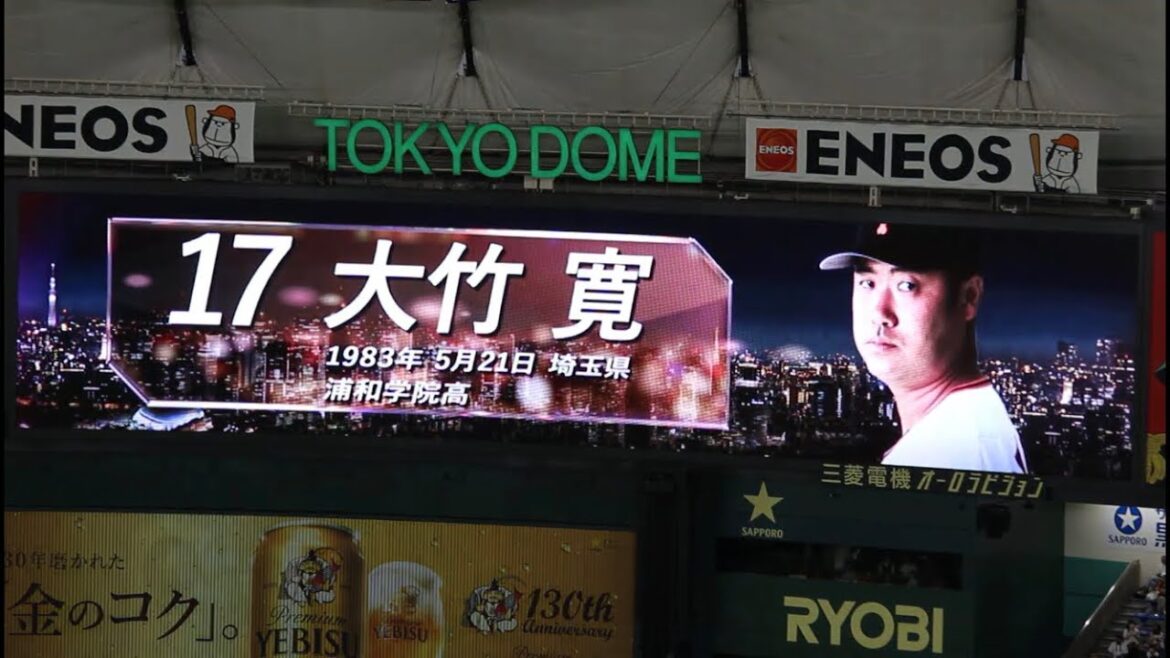 NEOS
TOKYO DOME
ENEOS
ENEOS
17 大竹 寛
1983年 5月21日 埼玉県
浦和学院高
三菱電機 オーロラビジョン
SAPPORO
SAPPORO
30年磨かれた
金のコク」。
Premium
YEBISU
YEBISU
130th
Anniversary
RYOBI